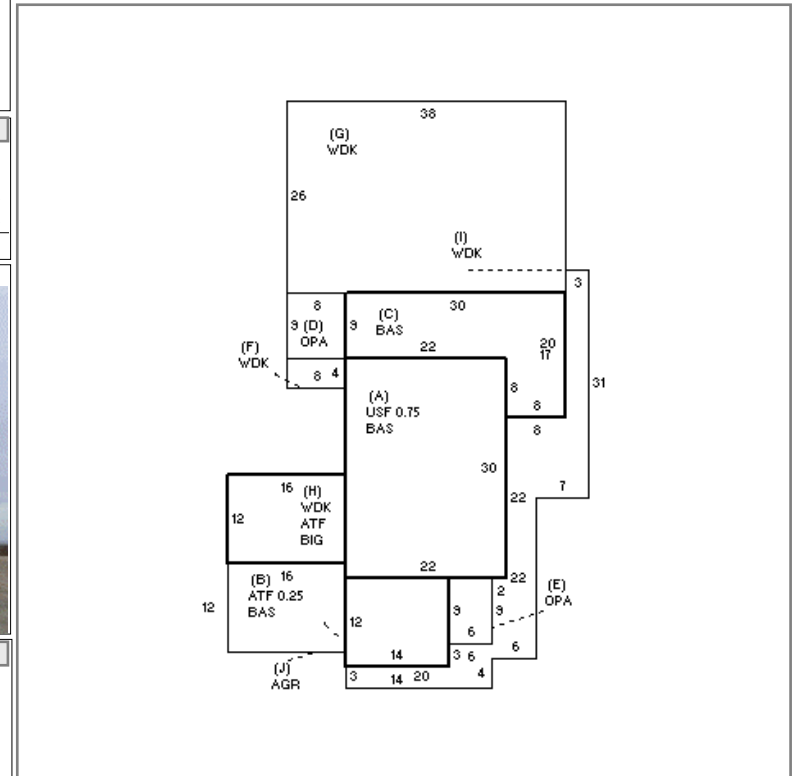 38
(G)
WDK
26
(I)
WDK
3
8
30
9 (D)
OPA
9
(C)
BAS
20
17
22
(F)
WDK
8 4
31
8
8
8
(A)
USF 0.75
BAS
30
22
7
16
(H)
WDK
ATF
BIG
12
22
22
16
(B)
ATF 0.25
BAS
12
12
2
9
9
6
(E)
OPA
14
3 6
6
3
14
20
4
(J)
AGR